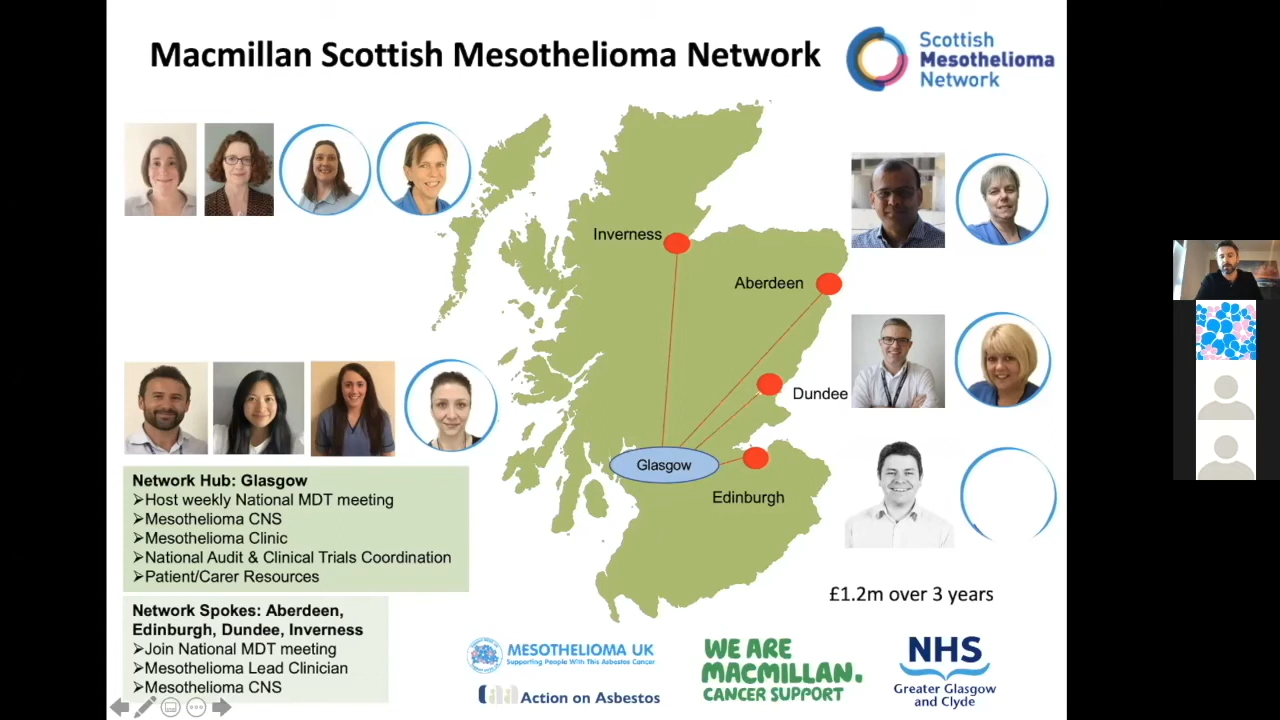 Macmillan Scottish Mesothelioma Network
Scottish
Mesothelioma
Network
Inverness
Aberdeen
Dundee
Glasgow
Edinburgh
Network Hub: Glasgow
➢Host weekly National MDT meeting
➢Mesothelioma CNS
➢Mesothelioma Clinic
➢National Audit & Clinical Trials Coordination
➢Patient/Carer Resources
Network Spokes: Aberdeen,
Edinburgh, Dundee, Inverness
➢Join National MDT meeting
➢Mesothelioma Lead Clinician
➢Mesothelioma CNS
£1.2m over 3 years
MESOTHELIOMA UK
Supporting People With This Asbestos Cancer
Action on Asbestos
WE ARE
MACMILLAN.
CANCER SUPPORT
NHS
Greater Glasgow
and Clyde